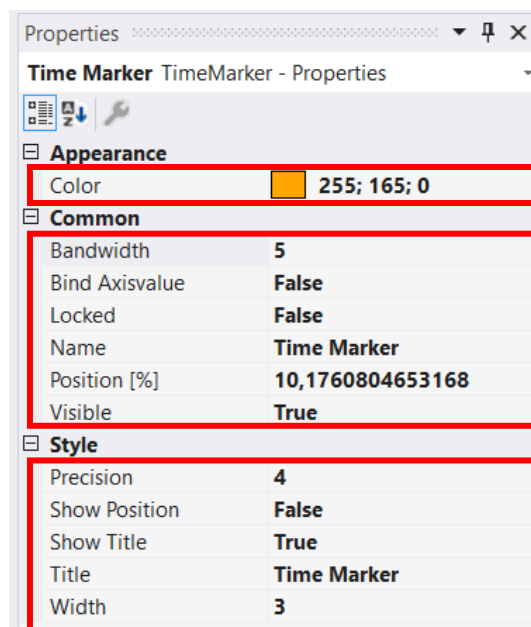 Properties
Time Marker TimeMarker - Properties
Appearance
Color 255; 165; 0
Common
Bandwidth 5
Bind Axisvalue False
Locked False
Name Time Marker
Position [%] 10,1760804653168
Visible True
Style
Precision 4
Show Position False
Show Title True
Title Time Marker
Width 3